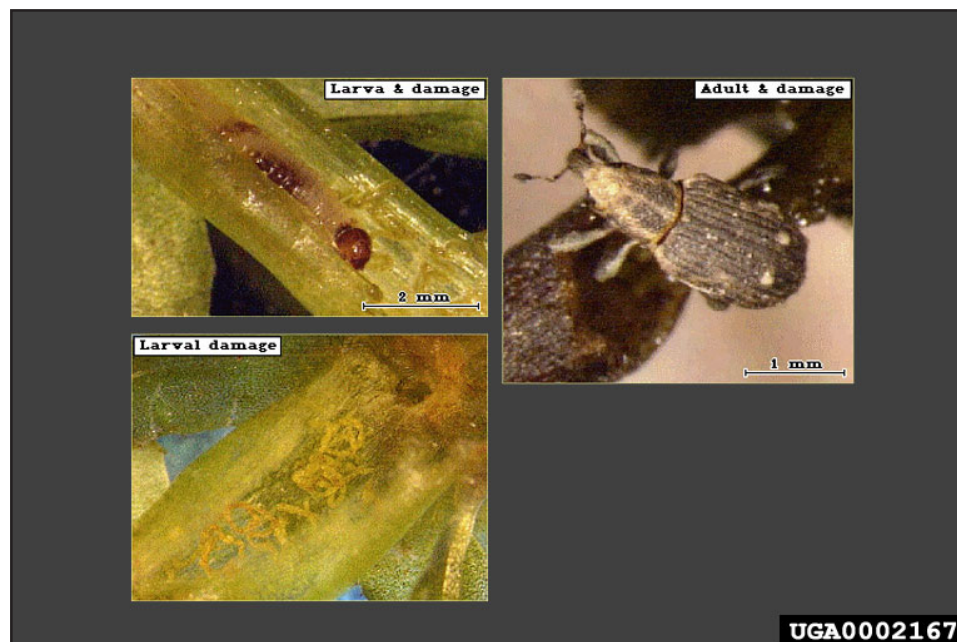 Larva & damage
2 mm
Adult & damage
1 mm
Larval damage
UGA0002167